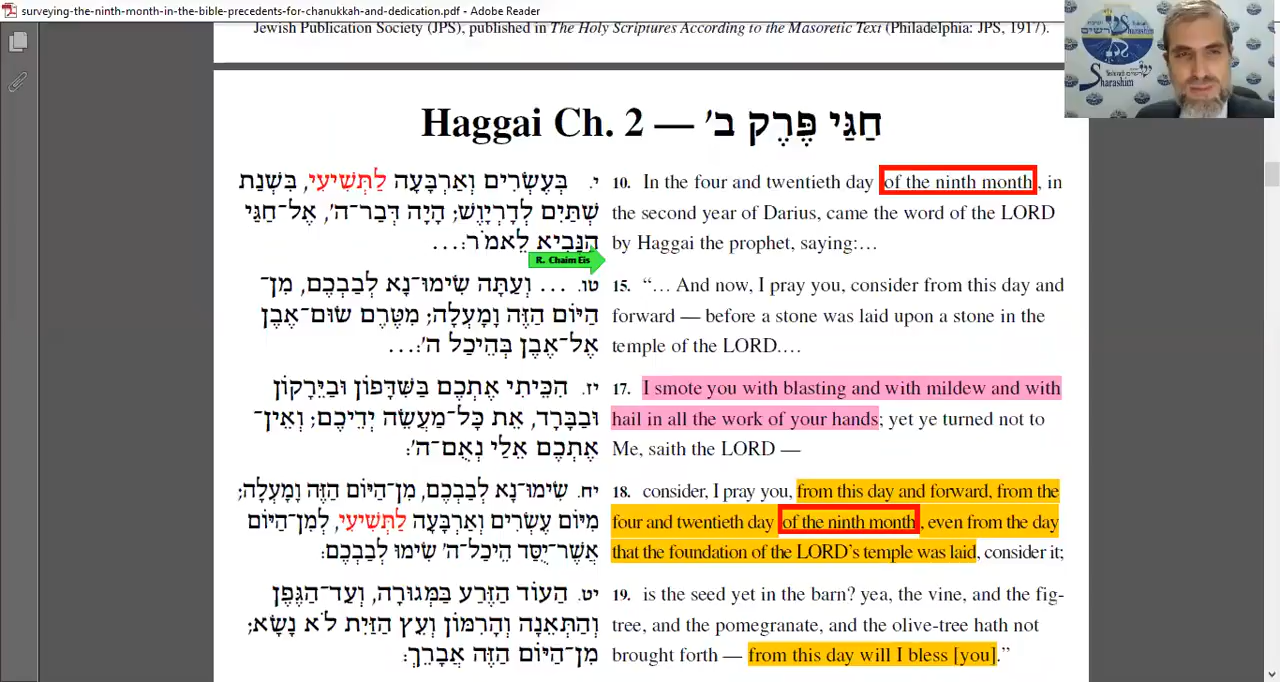 surveying-the-ninth-month-in-the-bible-precedents-for-chanukkah-and-dedication.pdf - Adobe Reader
Jewish Publication Society (JPS), published in The Holy Scriptures According to the Masoretic Text (Philadelphia: JPS, 1917).
Sharashim
Haggai Ch. 2 — חַגַּי פֶּרֶק ב׳
10. In the four and twentieth day of the ninth month, in
the second year of Darius, came the word of the LORD
by Haggai the prophet, saying:…
י. בְּעֶשְׂרִים וְאַרְבָּעָה לַתְּשִׁיעִי, בִּשְׁנַת
שְׁתַּיִם לְדָרְיָוֶשׁ; הָיָה דְּבַר־ה׳, אֶל־חַגַּי
הַנָּבִיא לֵאמֹר:…
R. Chaim Eis
15. “… And now, I pray you, consider from this day and
forward — before a stone was laid upon a stone in the
temple of the LORD.…
טו. … וְעַתָּה שִׂימוּ־נָא לְבַבְכֶם, מִן־
הַיּוֹם הַזֶּה וָמָעְלָה; מִטֶּרֶם שׂוּם־אֶבֶן
אֶל־אֶבֶן בְּהֵיכַל ה׳:…
17. I smote you with blasting and with mildew and with
hail in all the work of your hands; yet ye turned not to
Me, saith the LORD —
יז. הִכֵּיתִי אֶתְכֶם בַּשִּׁדָּפוֹן וּבַיֵּרָקוֹן
וּבַבָּרָד, אֵת כָּל־מַעֲשֵׂה יְדֵיכֶם; וְאֵין־
אֶתְכֶם אֵלַי נְאֻם־ה׳:
18. consider, I pray you, from this day and forward, from the
four and twentieth day of the ninth month, even from the day
that the foundation of the LORD’s temple was laid, consider it;
יח. שִׂימוּ־נָא לְבַבְכֶם, מִן־הַיּוֹם הַזֶּה וָמָעְלָה;
מִיּוֹם עֶשְׂרִים וְאַרְבָּעָה לַתְּשִׁיעִי, לְמִן־הַיּוֹם
אֲשֶׁר־יֻסַּד הֵיכַל־ה׳ שִׂימוּ לְבַבְכֶם:
19. is the seed yet in the barn? yea, the vine, and the fig-
tree, and the pomegranate, and the olive-tree hath not
brought forth — from this day will I bless [you].”
יט. הַעוֹד הַזֶּרַע בַּמְּגוּרָה, וְעַד־הַגֶּפֶן
וְהַתְּאֵנָה וְהָרִמּוֹן וְעֵץ הַזַּיִת לֹא נָשָׂא;
מִן־הַיּוֹם הַזֶּה אֲבָרֵךְ: